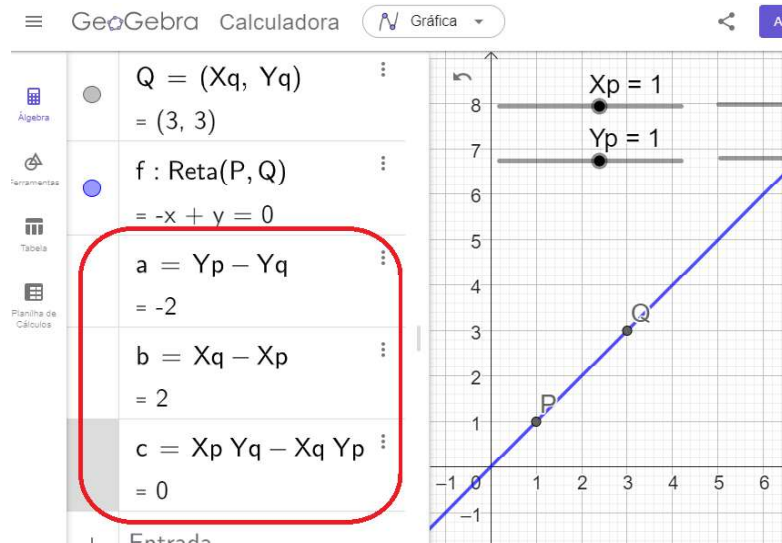 GeoGebra Calculadora
Gráfica
Álgebra
Ferramentas
Tabela
Planilha de
Cálculos
Q = (Xq, Yq)
= (3, 3)
f : Reta(P, Q)
= -x + y = 0
a = Yp − Yq
= -2
b = Xq − Xp
= 2
c = Xp Yq − Xq Yp
= 0
Xp = 1
Yp = 1
Q
P
8
7
6
5
4
3
2
1
−1 0 1 2 3 4 5 6
−1